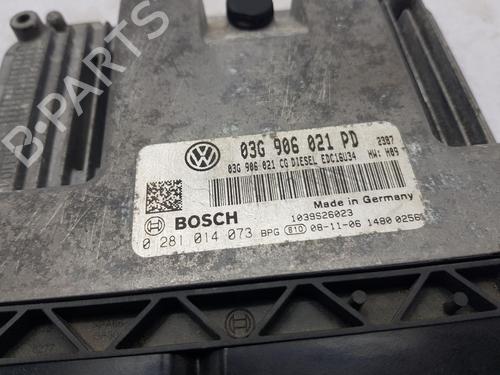 03G 906 021 PD 2387
03G 906 021 CG DIESEL EDC16U34 HW: H09
Made in Germany
BOSCH
1039S26023
0 281 014 073 BPG 810 08-11-06 1480 0256
B-PARTS